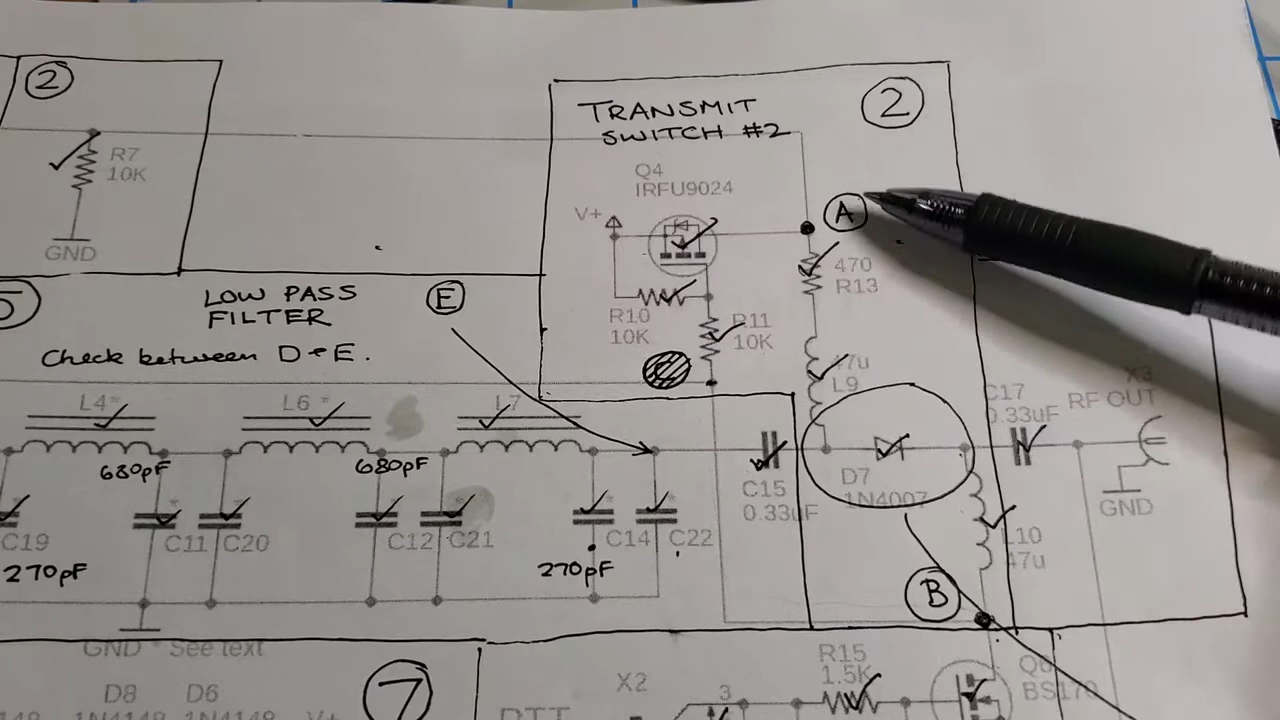 2
R7
10K
GND
TRANSMIT
SWITCH #2
2
Q4
IRFU9024
V+
A
470
R13
R10
10K
R11
10K
47u
L9
LOW PASS
FILTER
E
Check between D + E.
L4*
L6 *
L7
680pF
680pF
C19
270pF
C11
C20
C12
C21
270pF
C14
C22
C15
0.33uF
D7
1N4007
C17
0.33uF
RF OUT
X3
GND
L10
47u
B
GND * See text
7
D8
D6
1N4148
V+
X2
3
PTT
R15
1.5K
BS170